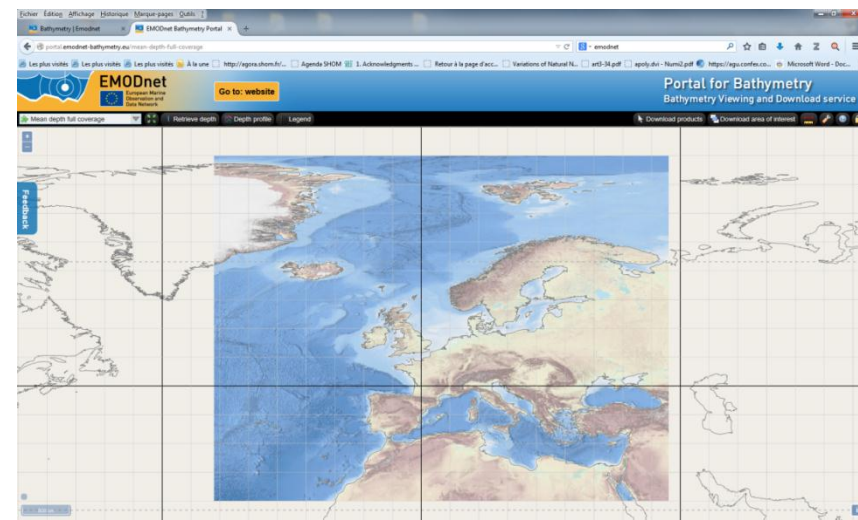 Fichier Édition Affichage Historique Marque-pages Outils ?
Bathymetry | Emodnet
EMODnet Bathymetry Portal
portal.emodnet-bathymetry.eu/mean-depth-full-coverage
emodnet
Les plus visités Les plus visités Les plus visités À la une http://agora.shom.fr/... Agenda SHOM 1. Acknowledgments ... Retour à la page d'acc... Variations of Natural N... art3-34.pdf apoly.dvi - Numi2.pdf https://agu.confex.co... Microsoft Word - Doc...
EMODnet
European Marine
Observation and
Data Network
Go to: website
Portal for Bathymetry
Bathymetry Viewing and Download service
Mean depth full coverage
Retrieve depth
Depth profile
Legend
Download products
Download area of interest
Feedback